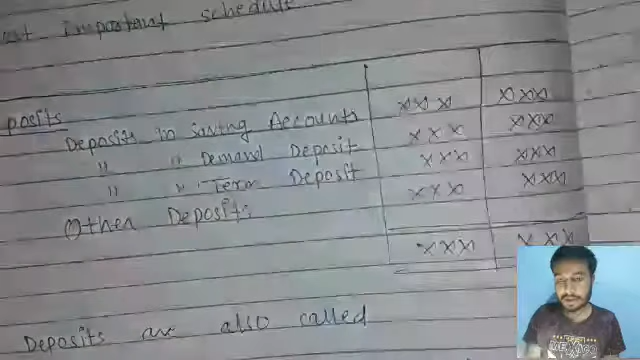 important schedule
posits
Deposits in Saving Accounts xxx xxx
" " Demand Deposit xxx xxx
" " Term Deposit xxx xxx
Other Deposits xxx xxx
xxx xxx
Deposits are also called
MEXICO